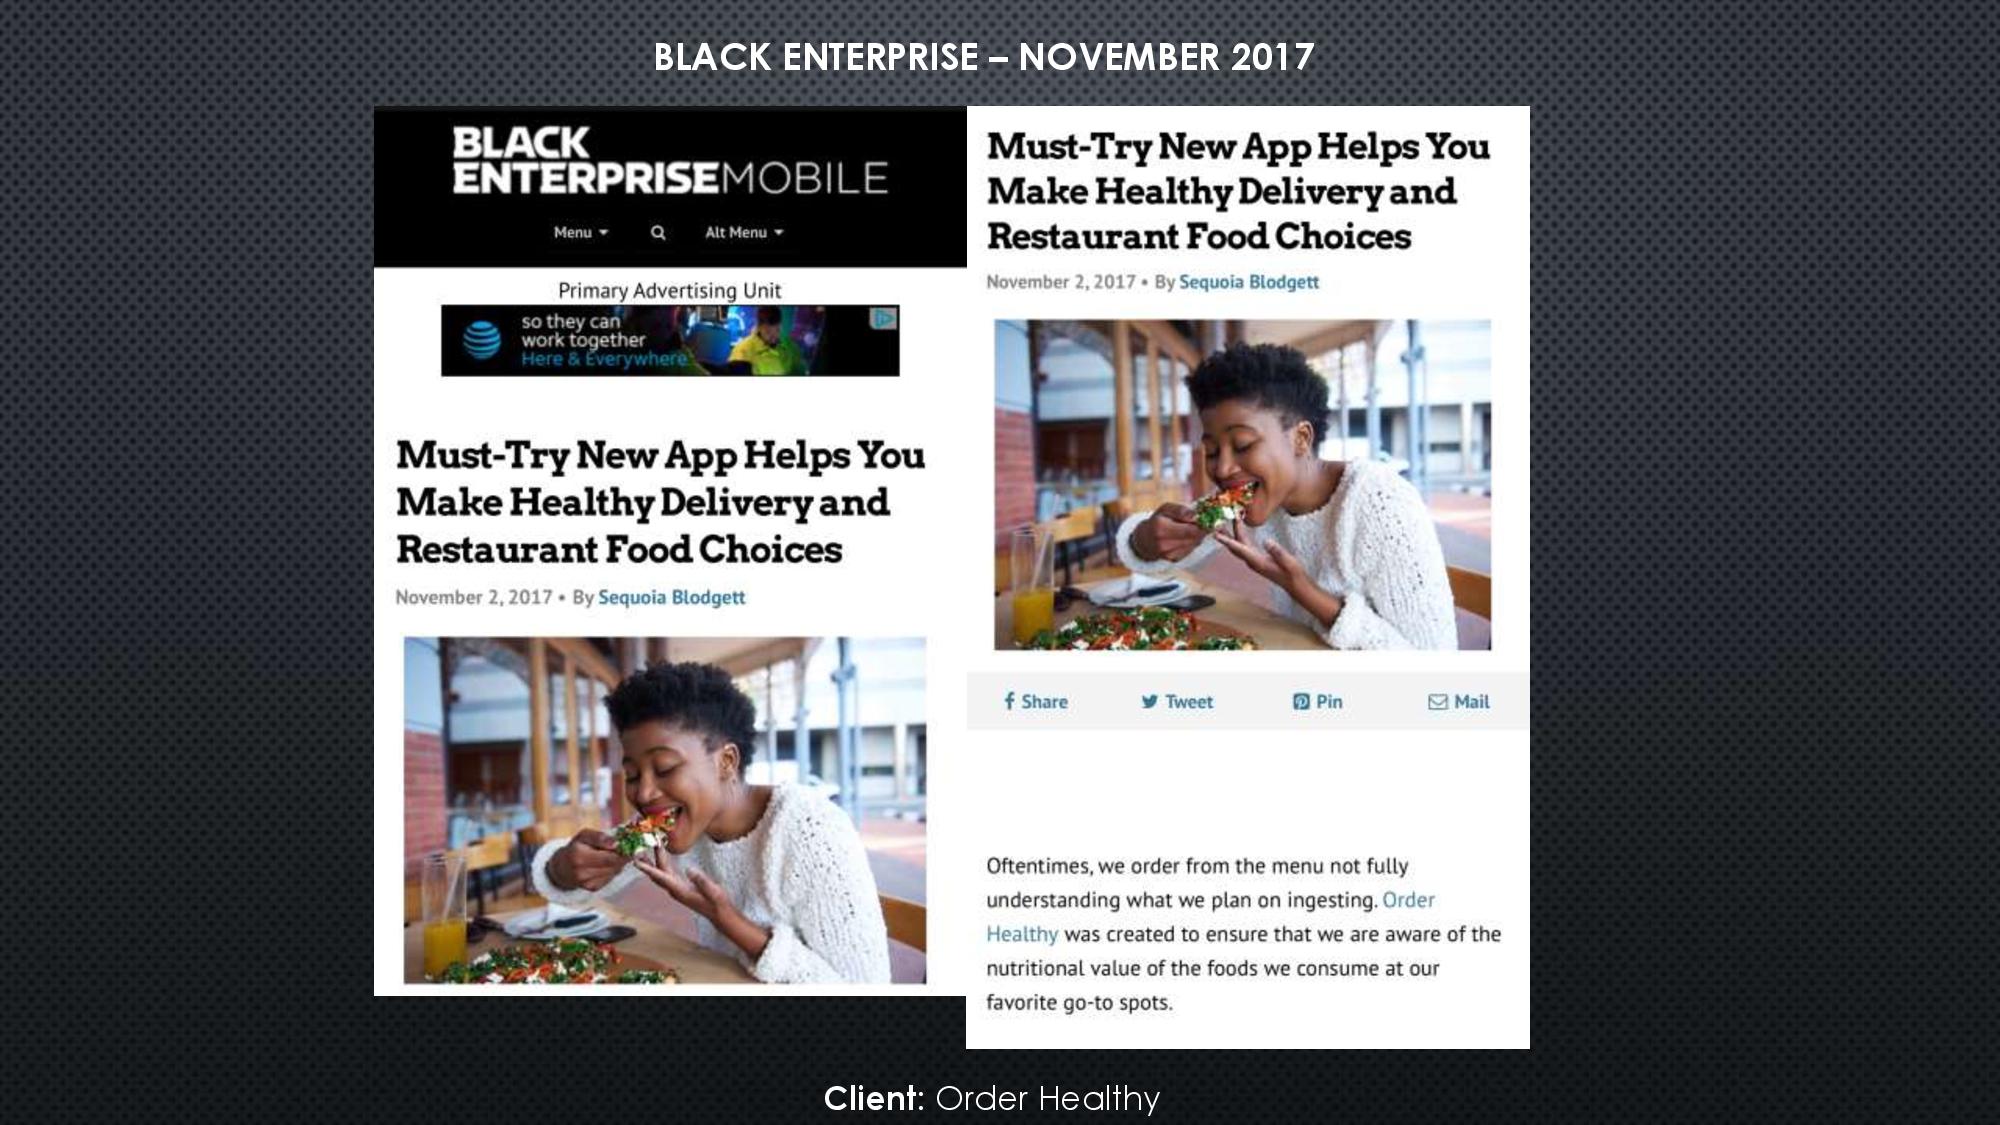 BLACK ENTERPRISE – NOVEMBER 2017
BLACK
ENTERPRISEMOBILE
Menu
Alt Menu
Primary Advertising Unit
so they can
work together
Here & Everywhere
Must-Try New App Helps You
Make Healthy Delivery and
Restaurant Food Choices
November 2, 2017 • By Sequoia Blodgett
Must-Try New App Helps You
Make Healthy Delivery and
Restaurant Food Choices
November 2, 2017 • By Sequoia Blodgett
Share Tweet Pin Mail
Oftentimes, we order from the menu not fully
understanding what we plan on ingesting. Order
Healthy was created to ensure that we are aware of the
nutritional value of the foods we consume at our
favorite go-to spots.
Client: Order Healthy